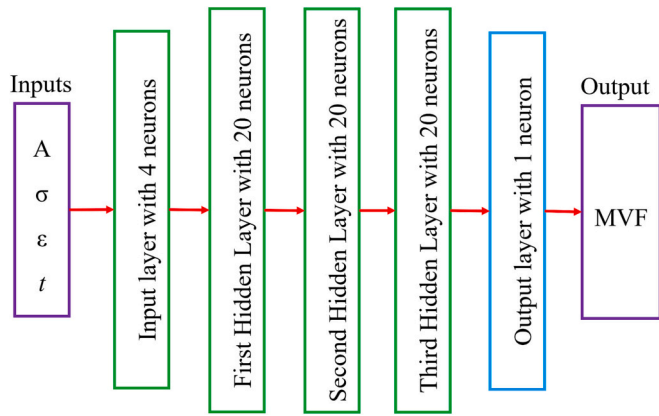 Inputs
A
σ
ε
t
Input layer with 4 neurons
First Hidden Layer with 20 neurons
Second Hidden Layer with 20 neurons
Third Hidden Layer with 20 neurons
Output layer with 1 neuron
Output
MVF